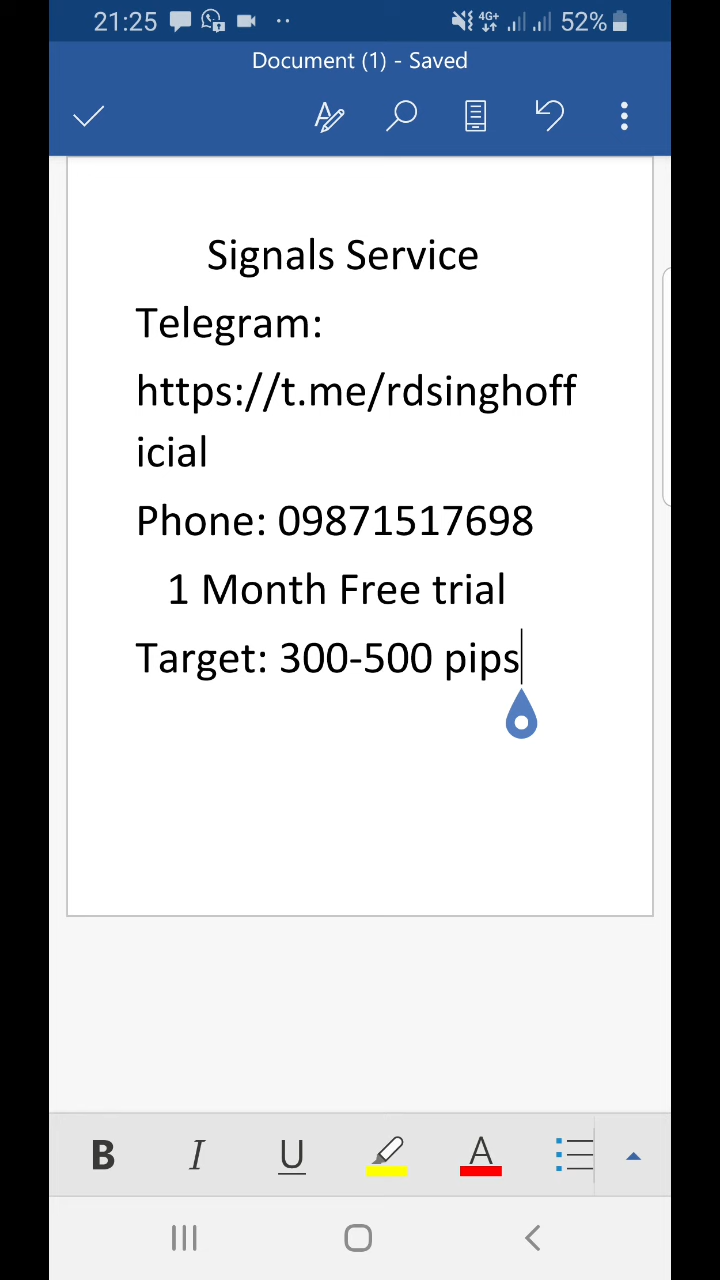 21:25 4G+ 52%
Document (1) - Saved
Signals Service
Telegram:
https://t.me/rdsinghoff
icial
Phone: 09871517698
1 Month Free trial
Target: 300-500 pips
B I U A